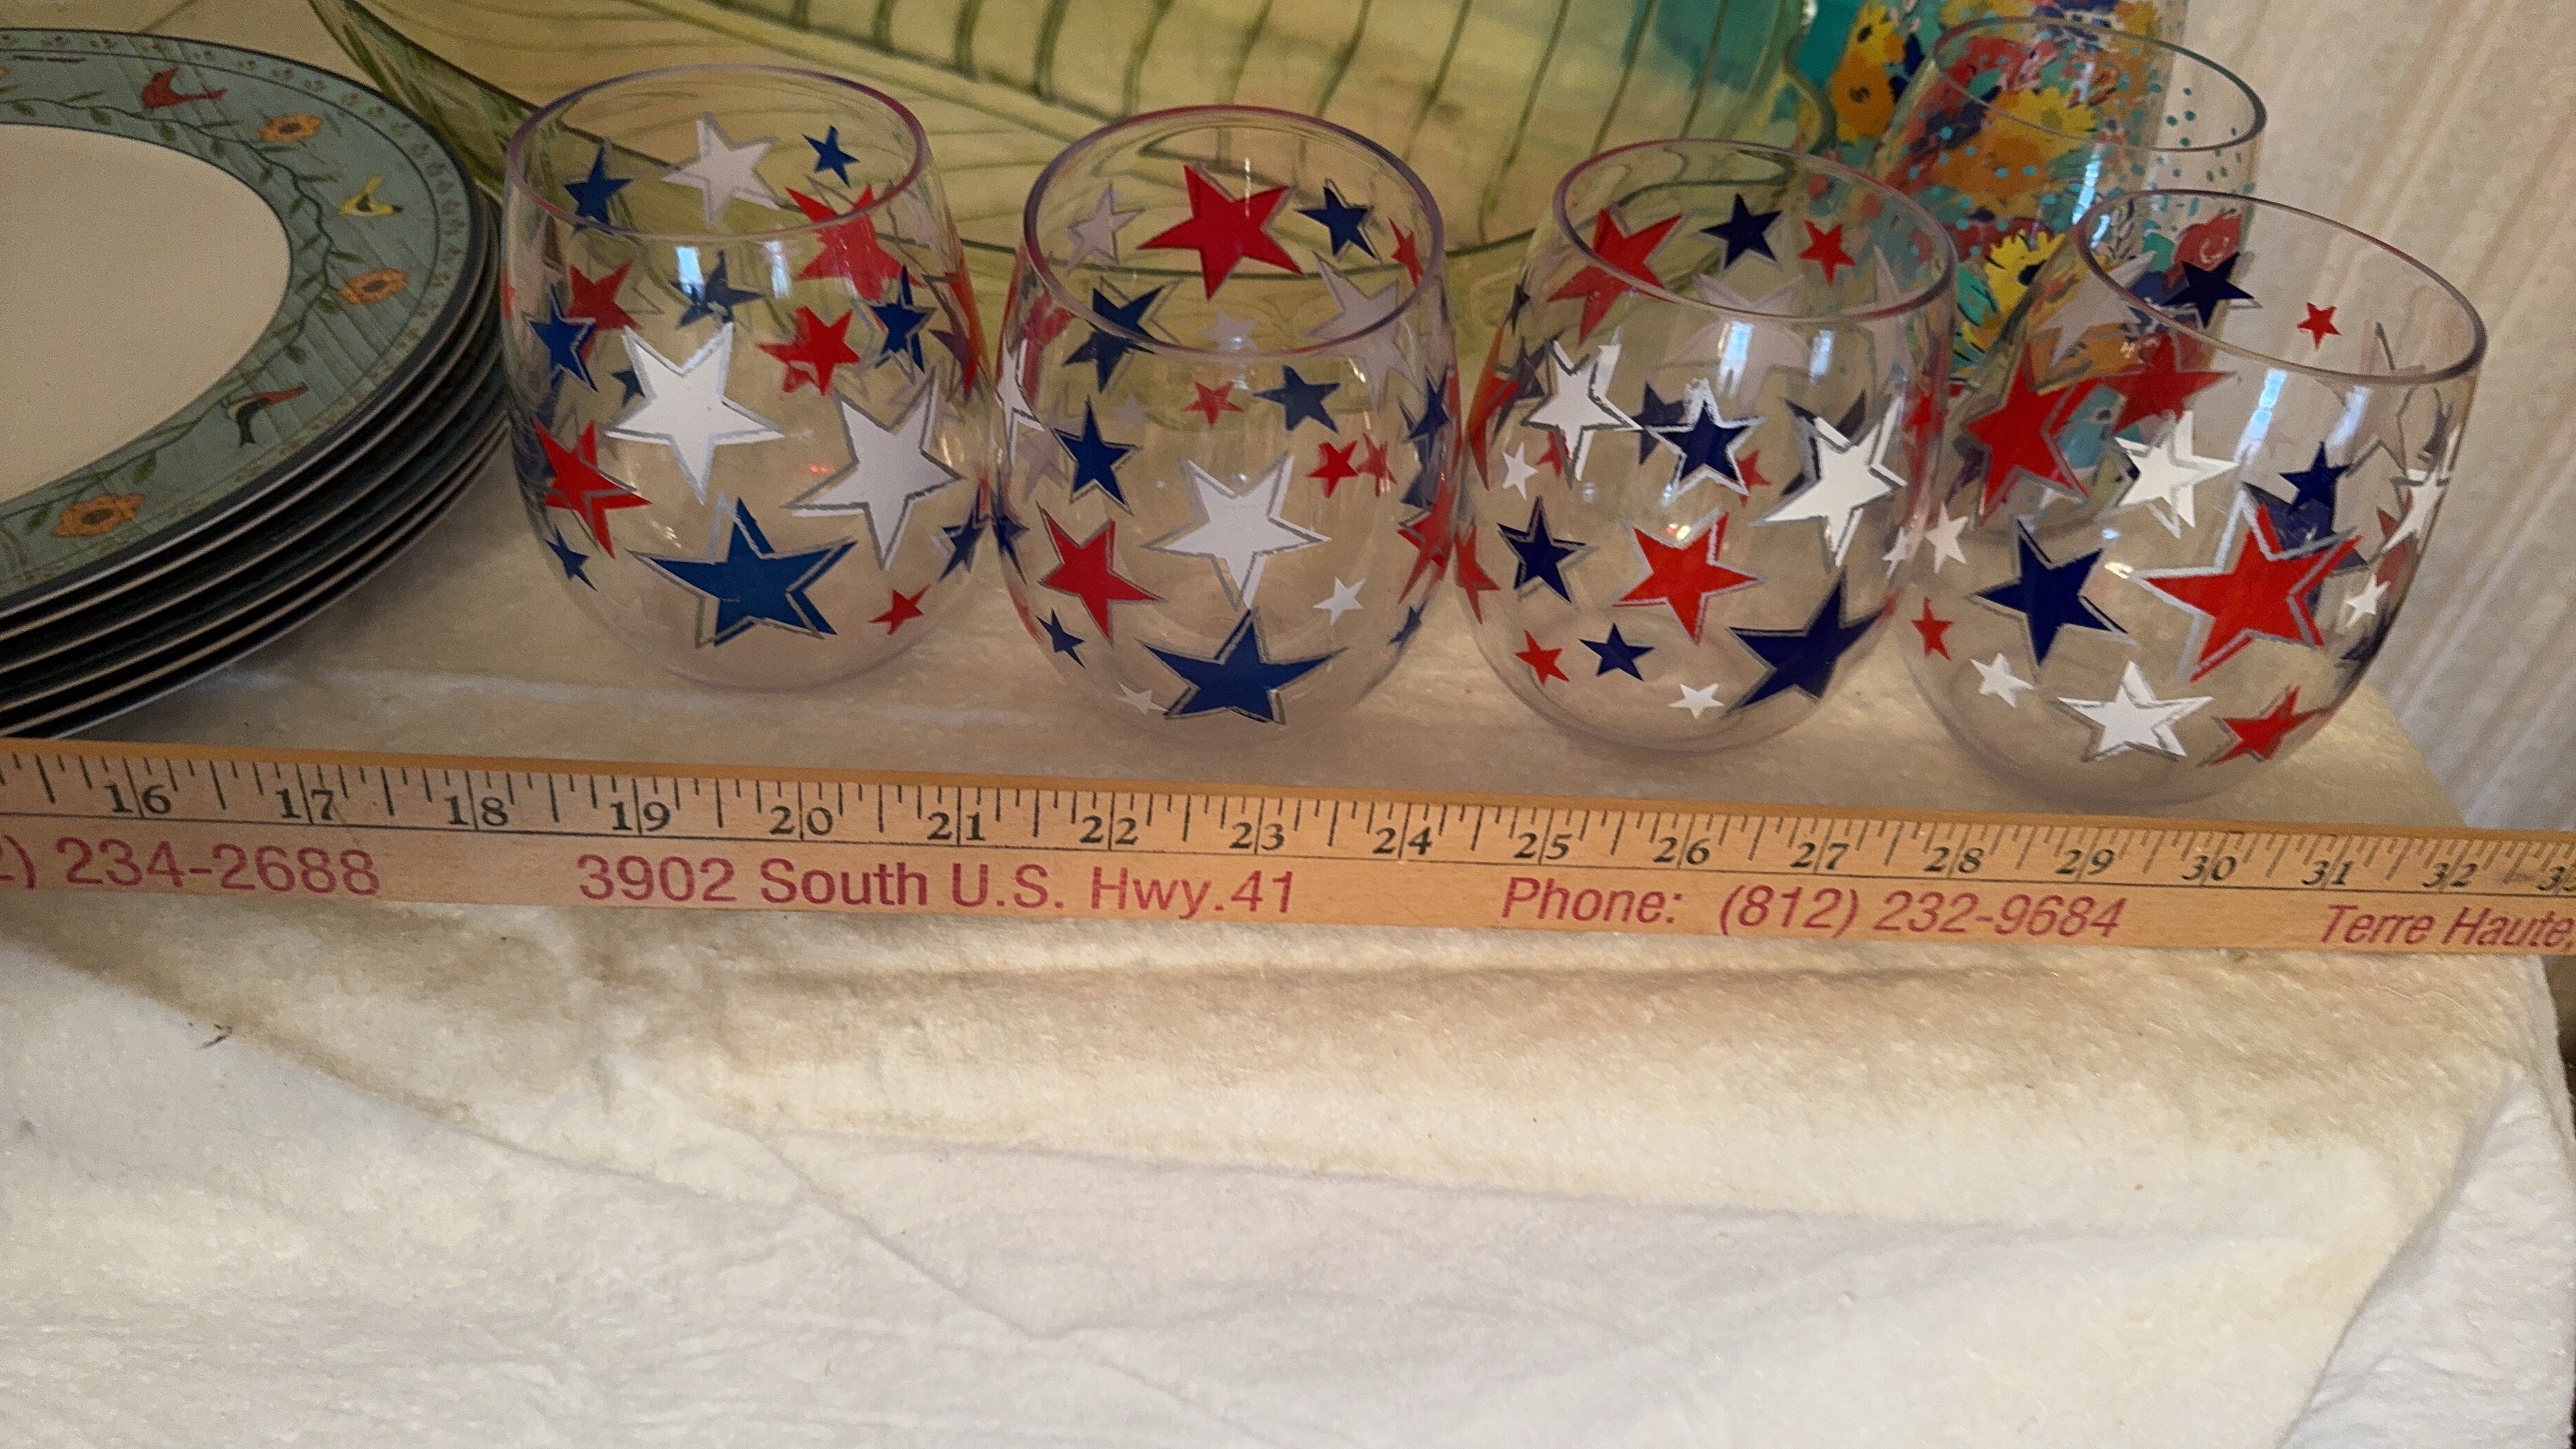 16 17 18 19 20 21 22 23 24 25 26 27 28 29 30 31 32
2) 234-2688 3902 South U.S. Hwy.41 Phone: (812) 232-9684 Terre Haute,